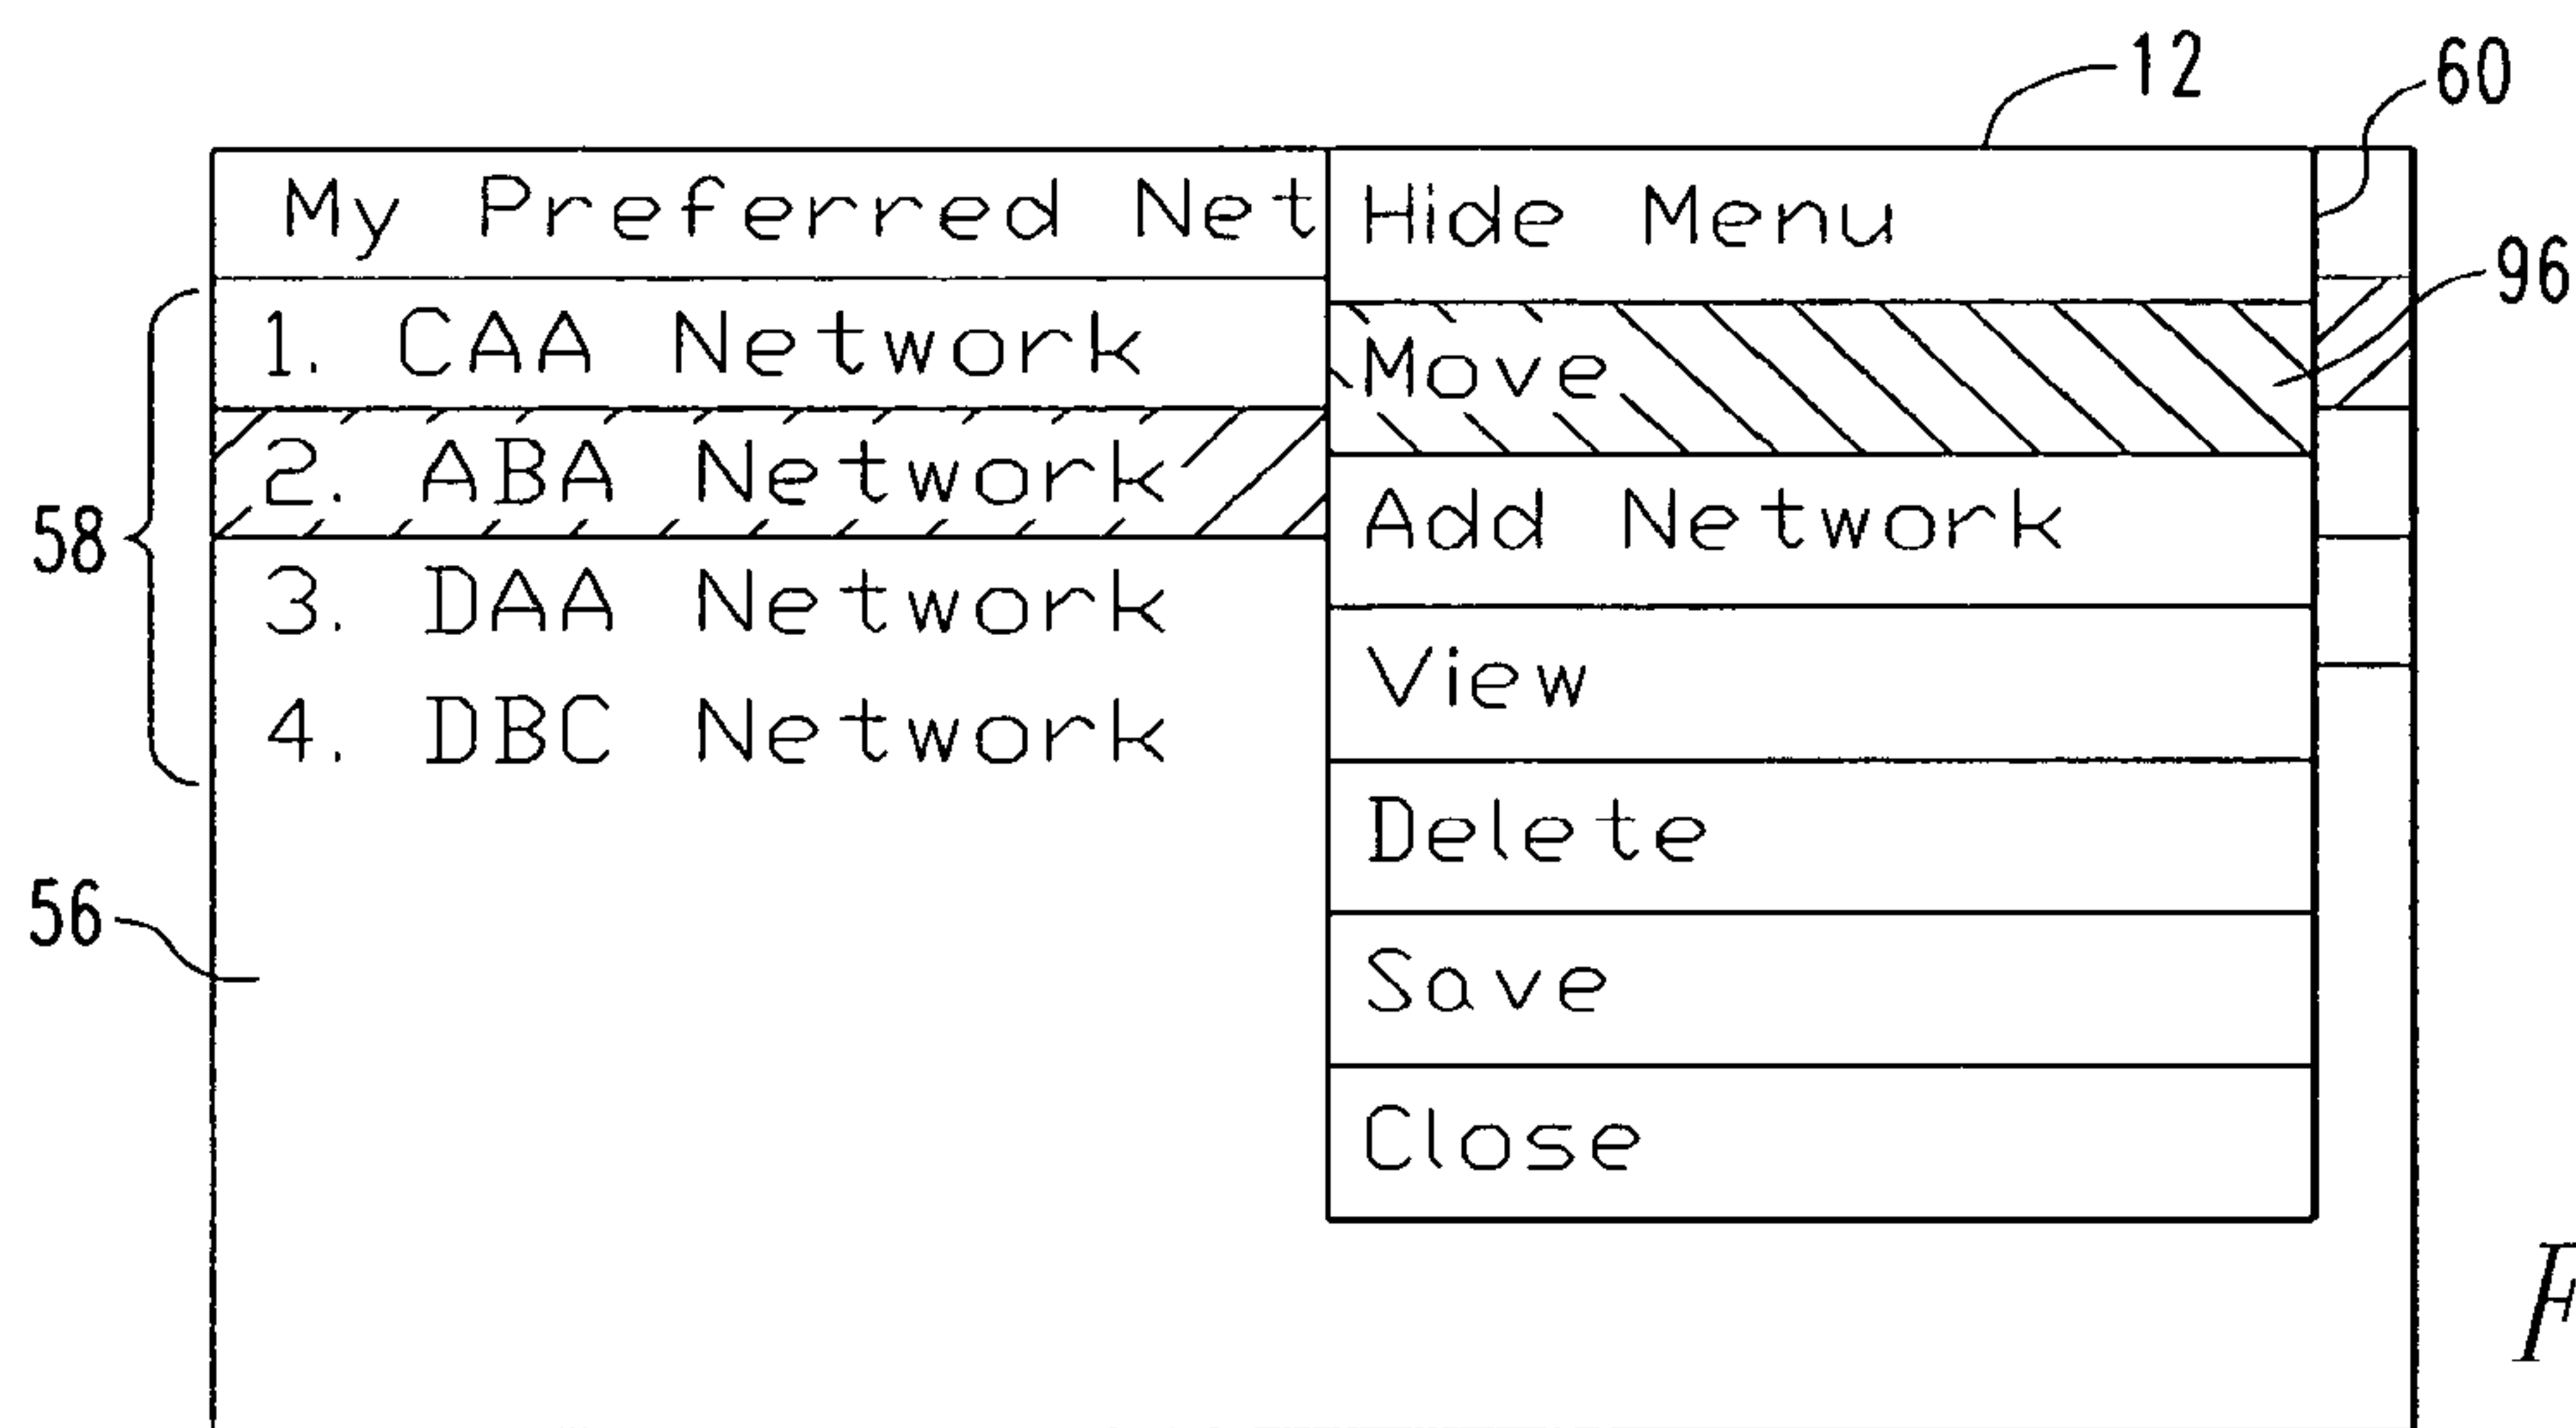 12
60
My Preferred Net
Hide Menu
96
1. CAA Network
Move
2. ABA Network
Add Network
58
3. DAA Network
View
4. DBC Network
Delete
56
Save
Close
F